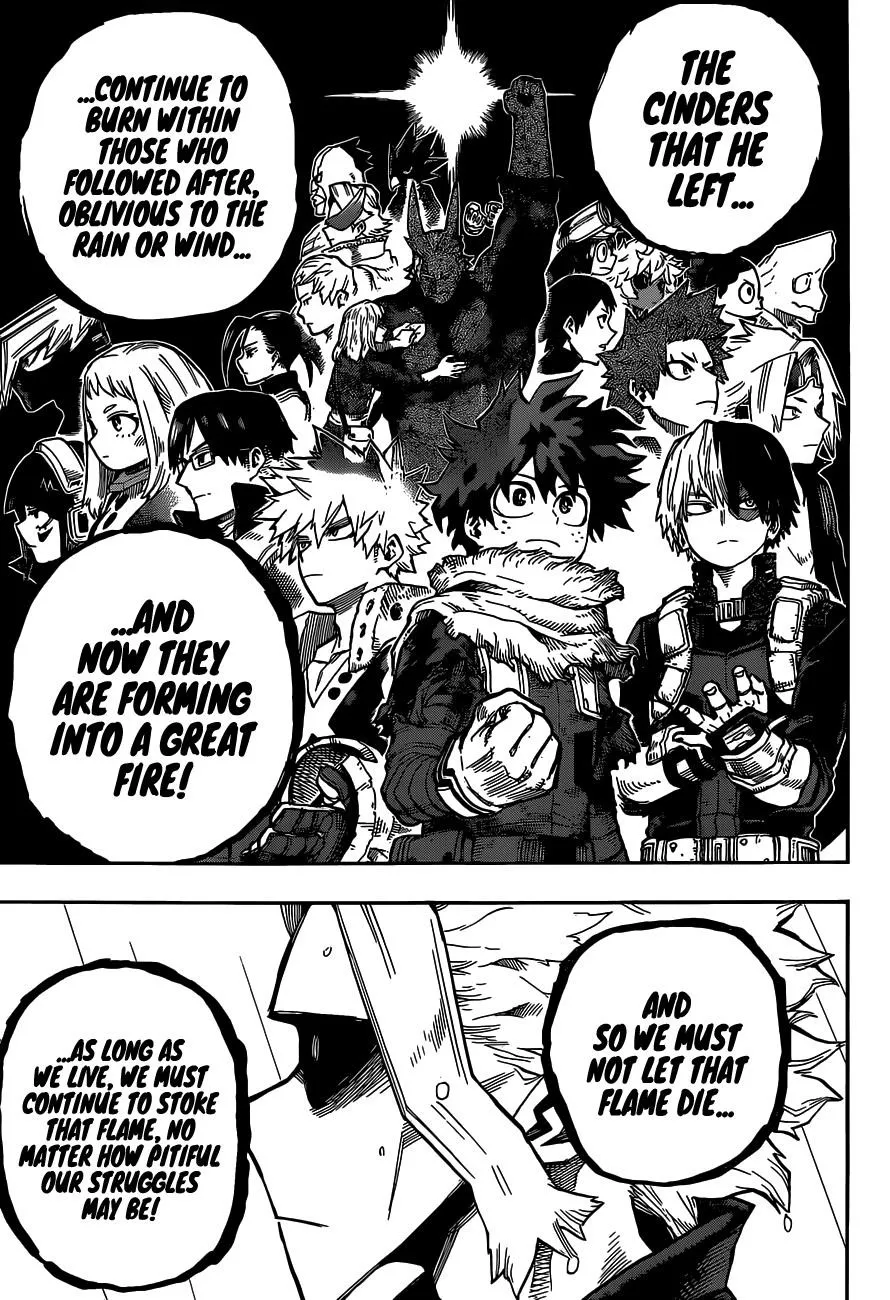 THE
CINDERS
THAT HE
LEFT...
...CONTINUE TO
BURN WITHIN
THOSE WHO
FOLLOWED AFTER,
OBLIVIOUS TO THE
RAIN OR WIND...
...AND
NOW THEY
ARE FORMING
INTO A GREAT
FIRE!
AND
SO WE MUST
NOT LET THAT
FLAME DIE...
...AS LONG AS
WE LIVE, WE MUST
CONTINUE TO STOKE
THAT FLAME, NO
MATTER HOW PITIFUL
OUR STRUGGLES
MAY BE!